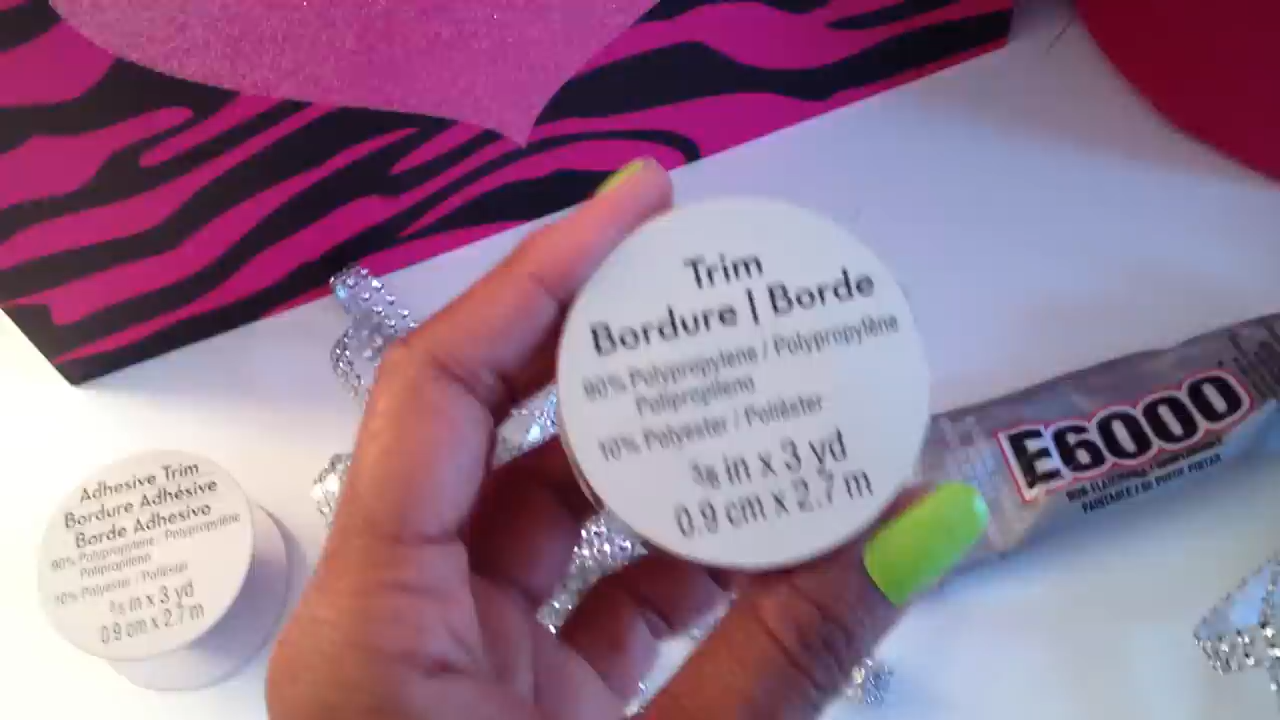 Trim
Bordure | Borde
90% Polypropylene / Polypropylène
Polipropileno
10% Polyester / Poliéster
⅜ in x 3 yd
0.9 cm x 2.7 m
Adhesive Trim
Bordure Adhésive
Borde Adhesivo
90% Polypropylene / Polypropylène
Polipropileno
10% Polyester / Poliéster
⅜ in x 3 yd
0.9 cm x 2.7 m
E6000